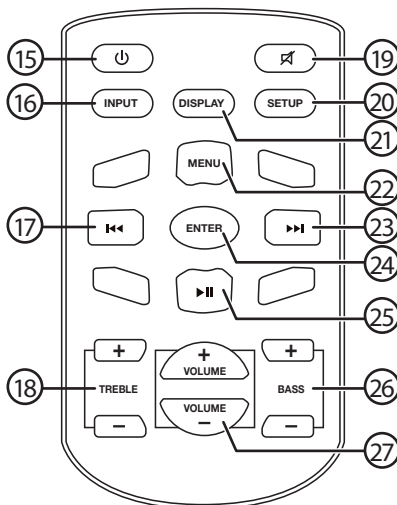 15
19
16
INPUT
DISPLAY
SETUP
20
21
MENU
22
17
ENTER
23
24
25
+
+
+
18
TREBLE
VOLUME
BASS
26
VOLUME
−
−
−
27